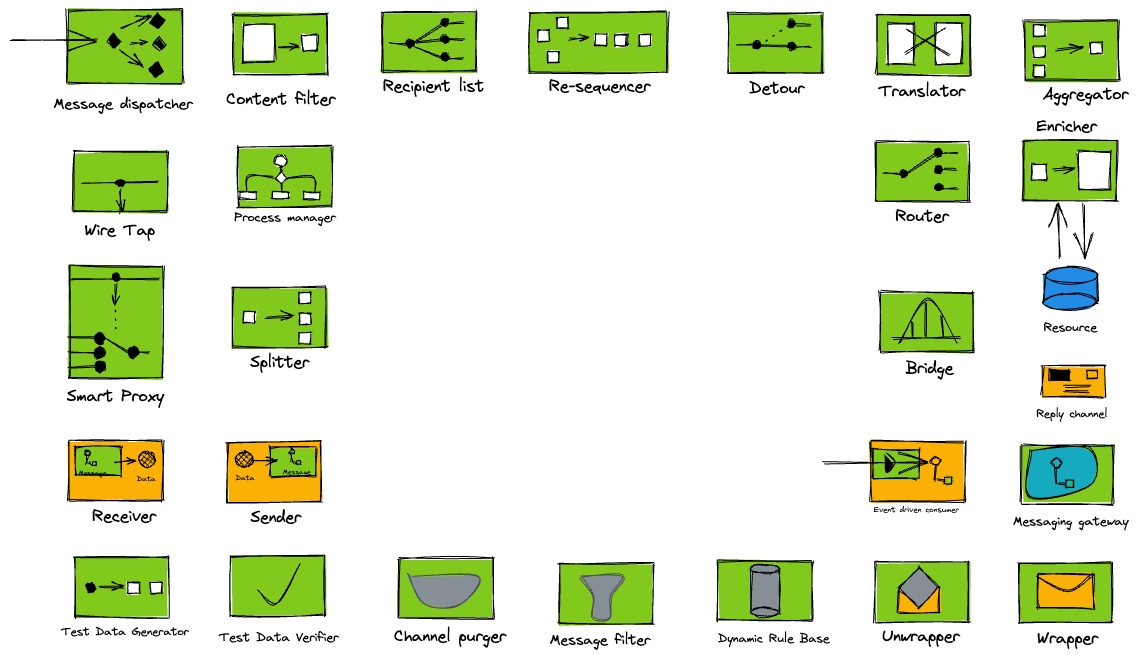 Message dispatcher
Content filter
Recipient list
Re-sequencer
Detour
Translator
Aggregator
Enricher
Wire Tap
Process manager
Router
Resource
Smart Proxy
Splitter
Bridge
Reply channel
Message
Data
Data
Message
Receiver
Sender
Event driven consumer
Messaging gateway
Test Data Generator
Test Data Verifier
Channel purger
Message filter
Dynamic Rule Base
Unwrapper
Wrapper